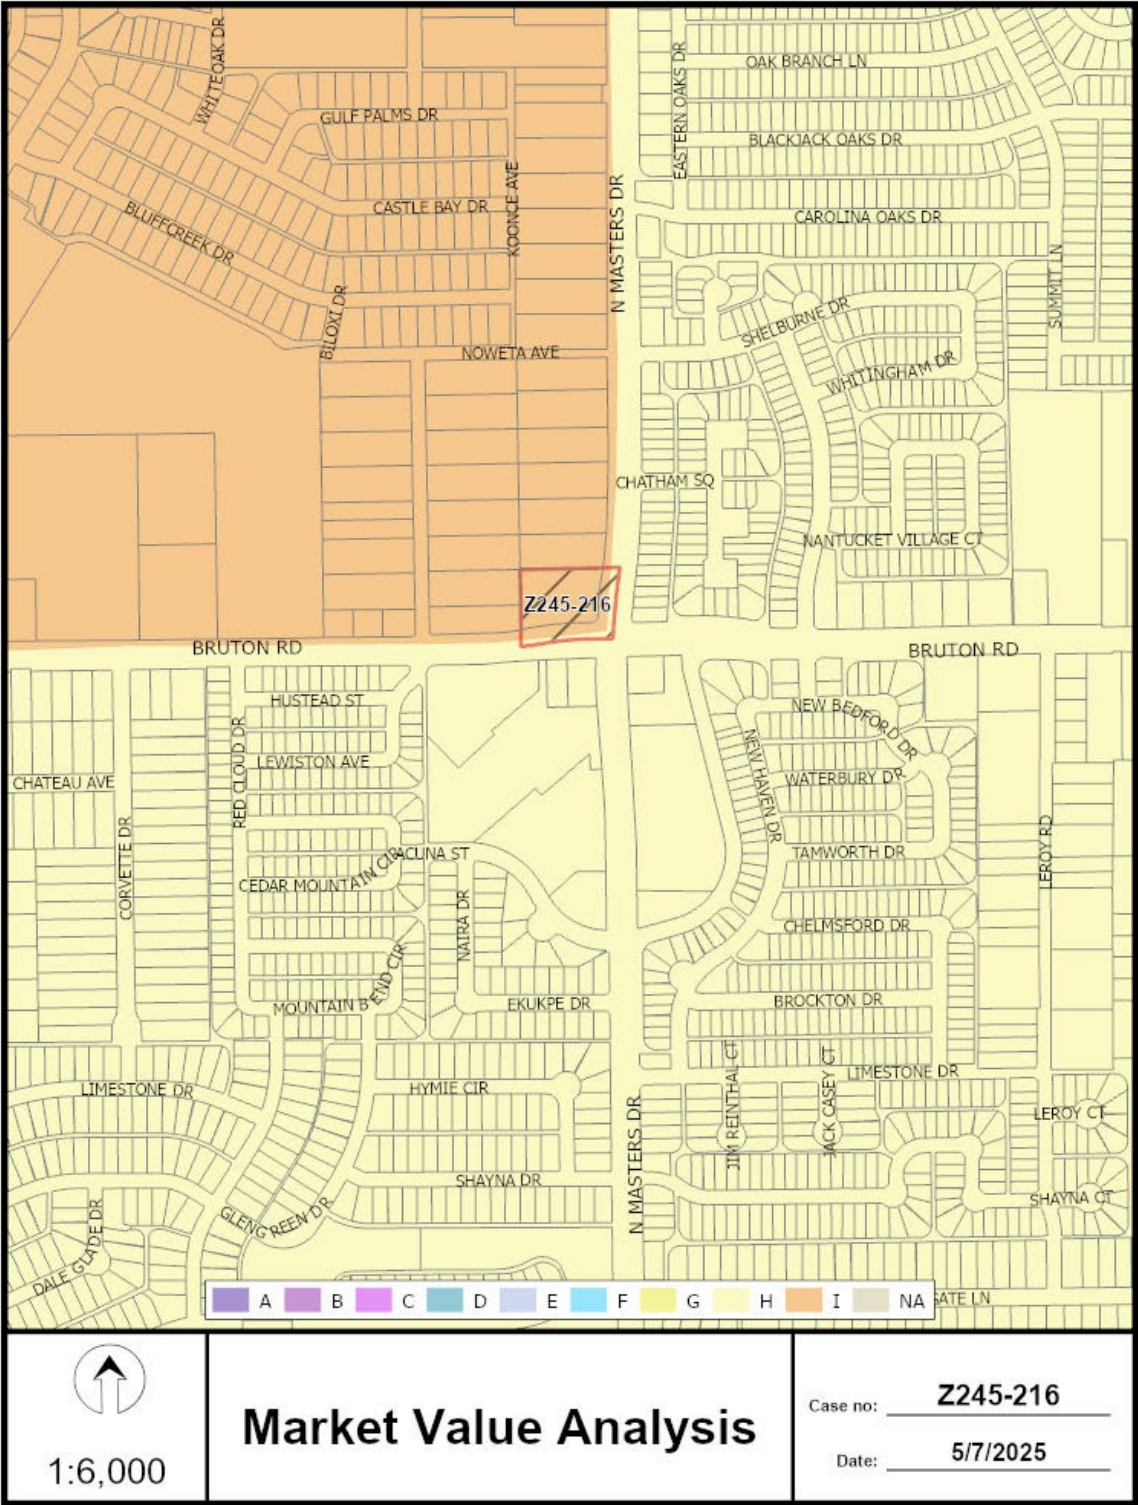 WHITEOAK DR
EASTERN OAKS DR
OAK BRANCH LN
GULF PALMS DR
BLACKJACK OAKS DR
KOONCE AVE
N MASTERS DR
CASTLE BAY DR
BLUFFCREEK DR
CAROLINA OAKS DR
SUMMIT LN
BILOXI DR
SHELBURNE DR
NOWETA AVE
WHITINGHAM DR
CHATHAM SQ
NANTUCKET VILLAGE CT
Z245-216
BRUTON RD
BRUTON RD
HUSTEAD ST
NEW BEDFORD DR
RED CLOUD DR
NEW HAVEN DR
LEWISTON AVE
CHATEAU AVE
WATERBURY DR
CORVETTE DR
LEROY RD
ACUNA ST
TAMWORTH DR
CEDAR MOUNTAIN CIR
NAIRA DR
CHELMSFORD DR
MOUNTAIN BEND CIR
EKUKPE DR
BROCKTON DR
LIMESTONE DR
HYMIE CIR
LIMESTONE DR
JIM REINTHAL CT
JACK CASEY CT
N MASTERS DR
LEROY CT
SHAYNA DR
SHAYNA CT
GLENGREEN DR
DALE GLADE DR
GATE LN
A B C D E F G H I NA
1:6,000
Market Value Analysis
Case no: Z245-216
Date: 5/7/2025